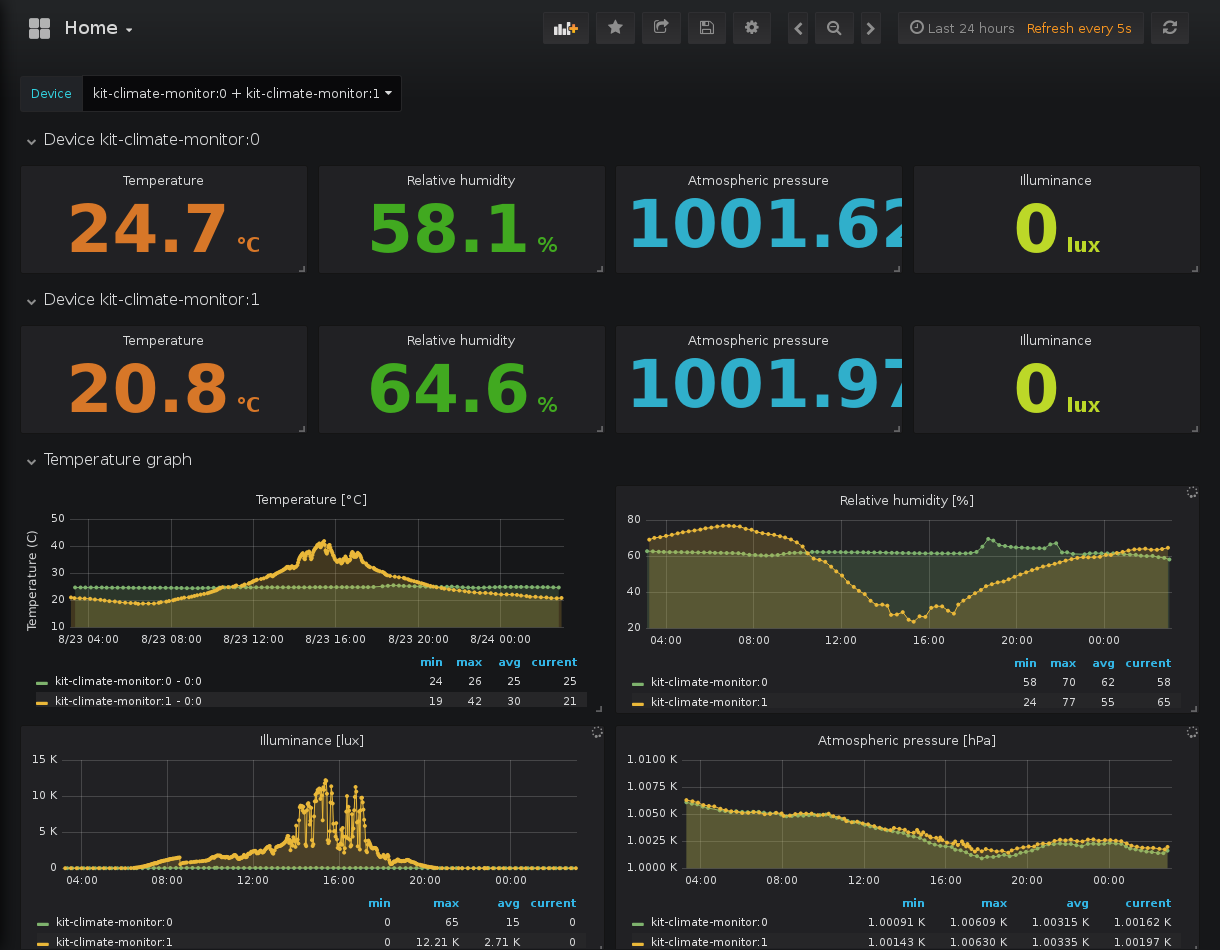 Home
Last 24 hours Refresh every 5s
Device kit-climate-monitor:0 + kit-climate-monitor:1
Device kit-climate-monitor:0
Temperature Relative humidity Atmospheric pressure Illuminance
24.7 °C 58.1 % 1001.62 0 lux
Device kit-climate-monitor:1
Temperature Relative humidity Atmospheric pressure Illuminance
20.8 °C 64.6 % 1001.97 0 lux
Temperature graph
Temperature [°C]
Temperature (C)
50
40
30
20
10
8/23 04:00 8/23 08:00 8/23 12:00 8/23 16:00 8/23 20:00 8/24 00:00
min max avg current
kit-climate-monitor:0 - 0:0 24 26 25 25
kit-climate-monitor:1 - 0:0 19 42 30 21
Relative humidity [%]
80
60
40
20
04:00 08:00 12:00 16:00 20:00 00:00
min max avg current
kit-climate-monitor:0 58 70 62 58
kit-climate-monitor:1 24 77 55 65
Illuminance [lux]
15 K
10 K
5 K
0
04:00 08:00 12:00 16:00 20:00 00:00
min max avg current
kit-climate-monitor:0 0 65 15 0
kit-climate-monitor:1 0 12.21 K 2.71 K 0
Atmospheric pressure [hPa]
1.0100 K
1.0075 K
1.0050 K
1.0025 K
1.0000 K
04:00 08:00 12:00 16:00 20:00 00:00
min max avg current
kit-climate-monitor:0 1.00091 K 1.00609 K 1.00315 K 1.00162 K
kit-climate-monitor:1 1.00143 K 1.00630 K 1.00335 K 1.00197 K